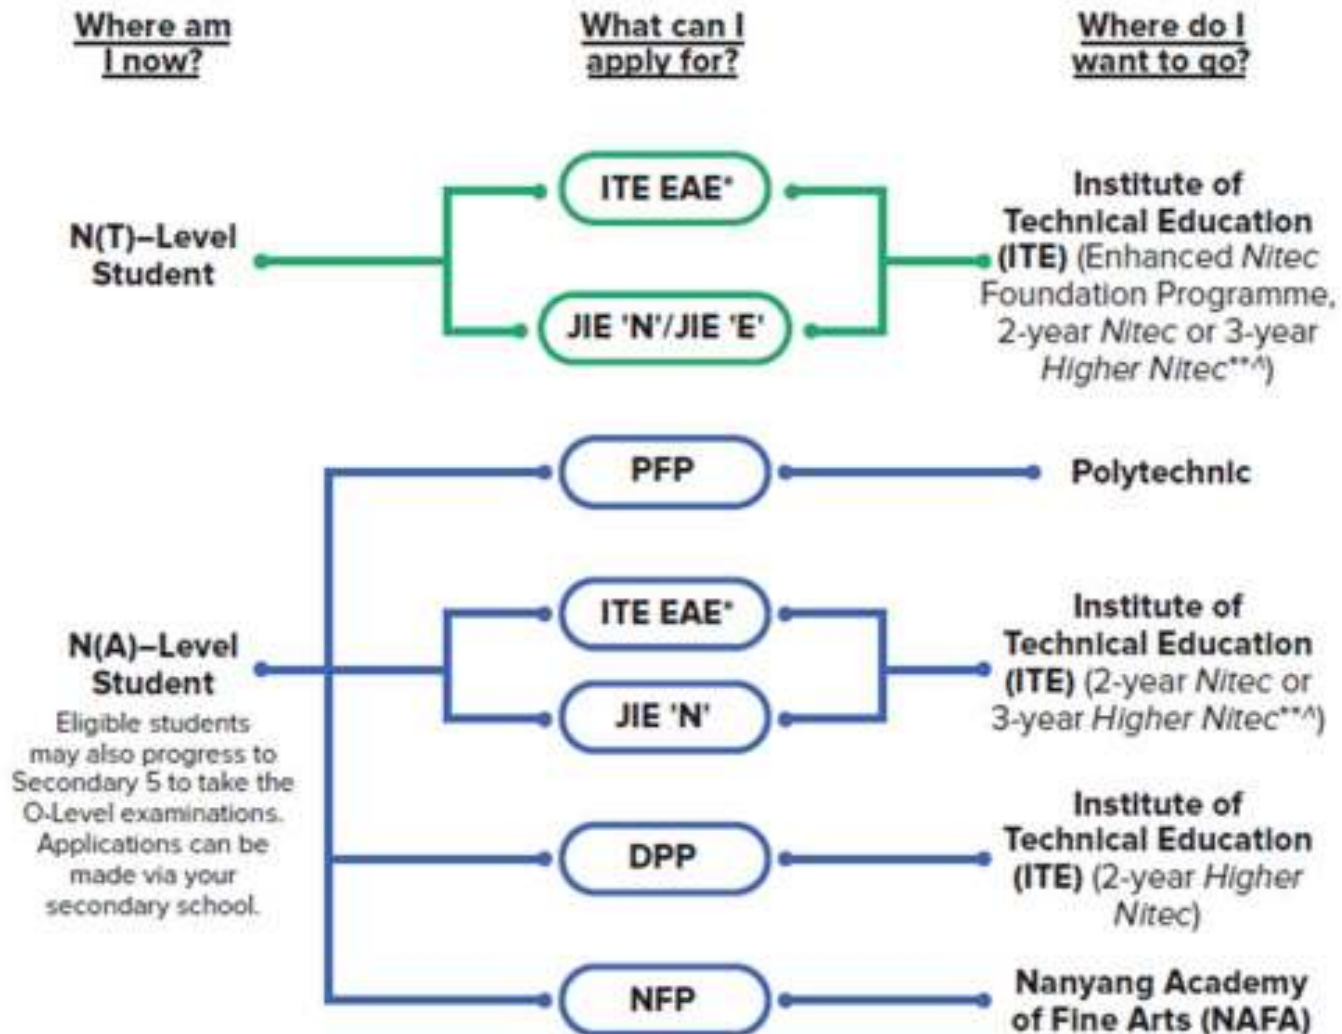 Where am
I now?
What can I
apply for?
Where do I
want to go?
N(T)–Level
Student
ITE EAE*
JIE 'N'/JIE 'E'
Institute of
Technical Education
(ITE) (Enhanced Nitec
Foundation Programme,
2-year Nitec or 3-year
Higher Nitec**^)
N(A)–Level
Student
Eligible students
may also progress to
Secondary 5 to take the
O-Level examinations.
Applications can be
made via your
secondary school.
PFP
Polytechnic
ITE EAE*
JIE 'N'
Institute of
Technical Education
(ITE) (2-year Nitec or
3-year Higher Nitec**^)
DPP
Institute of
Technical Education
(ITE) (2-year Higher
Nitec)
NFP
Nanyang Academy
of Fine Arts (NAFA)